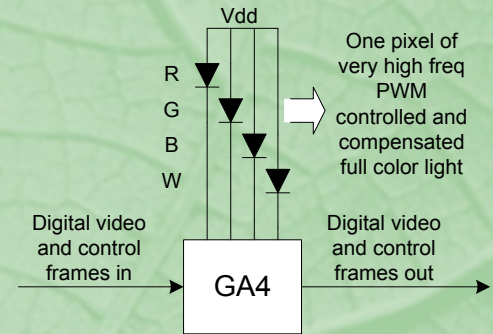 Vdd
R
G
B
W
One pixel of
very high freq
PWM
controlled and
compensated
full color light
Digital video
and control
frames in
GA4
Digital video
and control
frames out